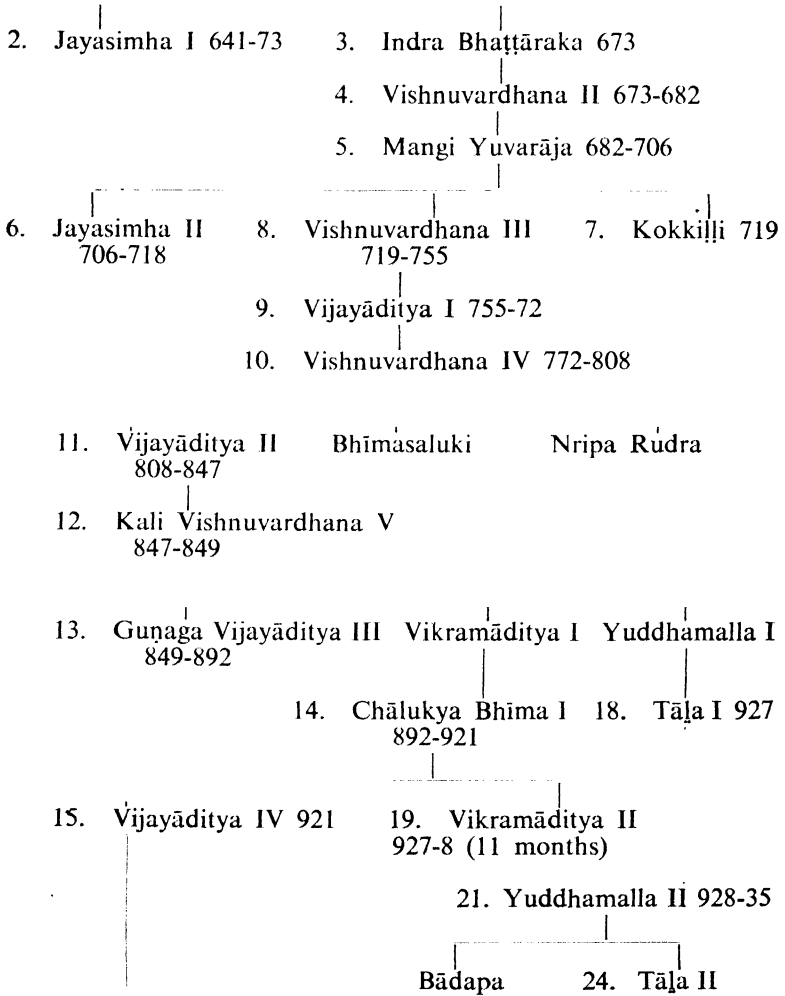 2. Jayasimha I 641-73 3. Indra Bhaṭṭāraka 673
4. Vishnuvardhana II 673-682
5. Mangi Yuvarāja 682-706
6. Jayasimha II 8. Vishnuvardhana III 7. Kokkiḷḷi 719
706-718 719-755
9. Vijayāditya I 755-72
10. Vishnuvardhana IV 772-808
11. Vijayāditya II Bhīmasaluki Nripa Rudra
808-847
12. Kali Vishnuvardhana V
847-849
13. Guṇaga Vijayāditya III Vikramāditya I Yuddhamalla I
849-892
14. Chālukya Bhīma I 18. Tāḷa I 927
892-921
15. Vijayāditya IV 921 19. Vikramāditya II
927-8 (11 months)
21. Yuddhamalla II 928-35
Bādapa 24. Tāḷa II